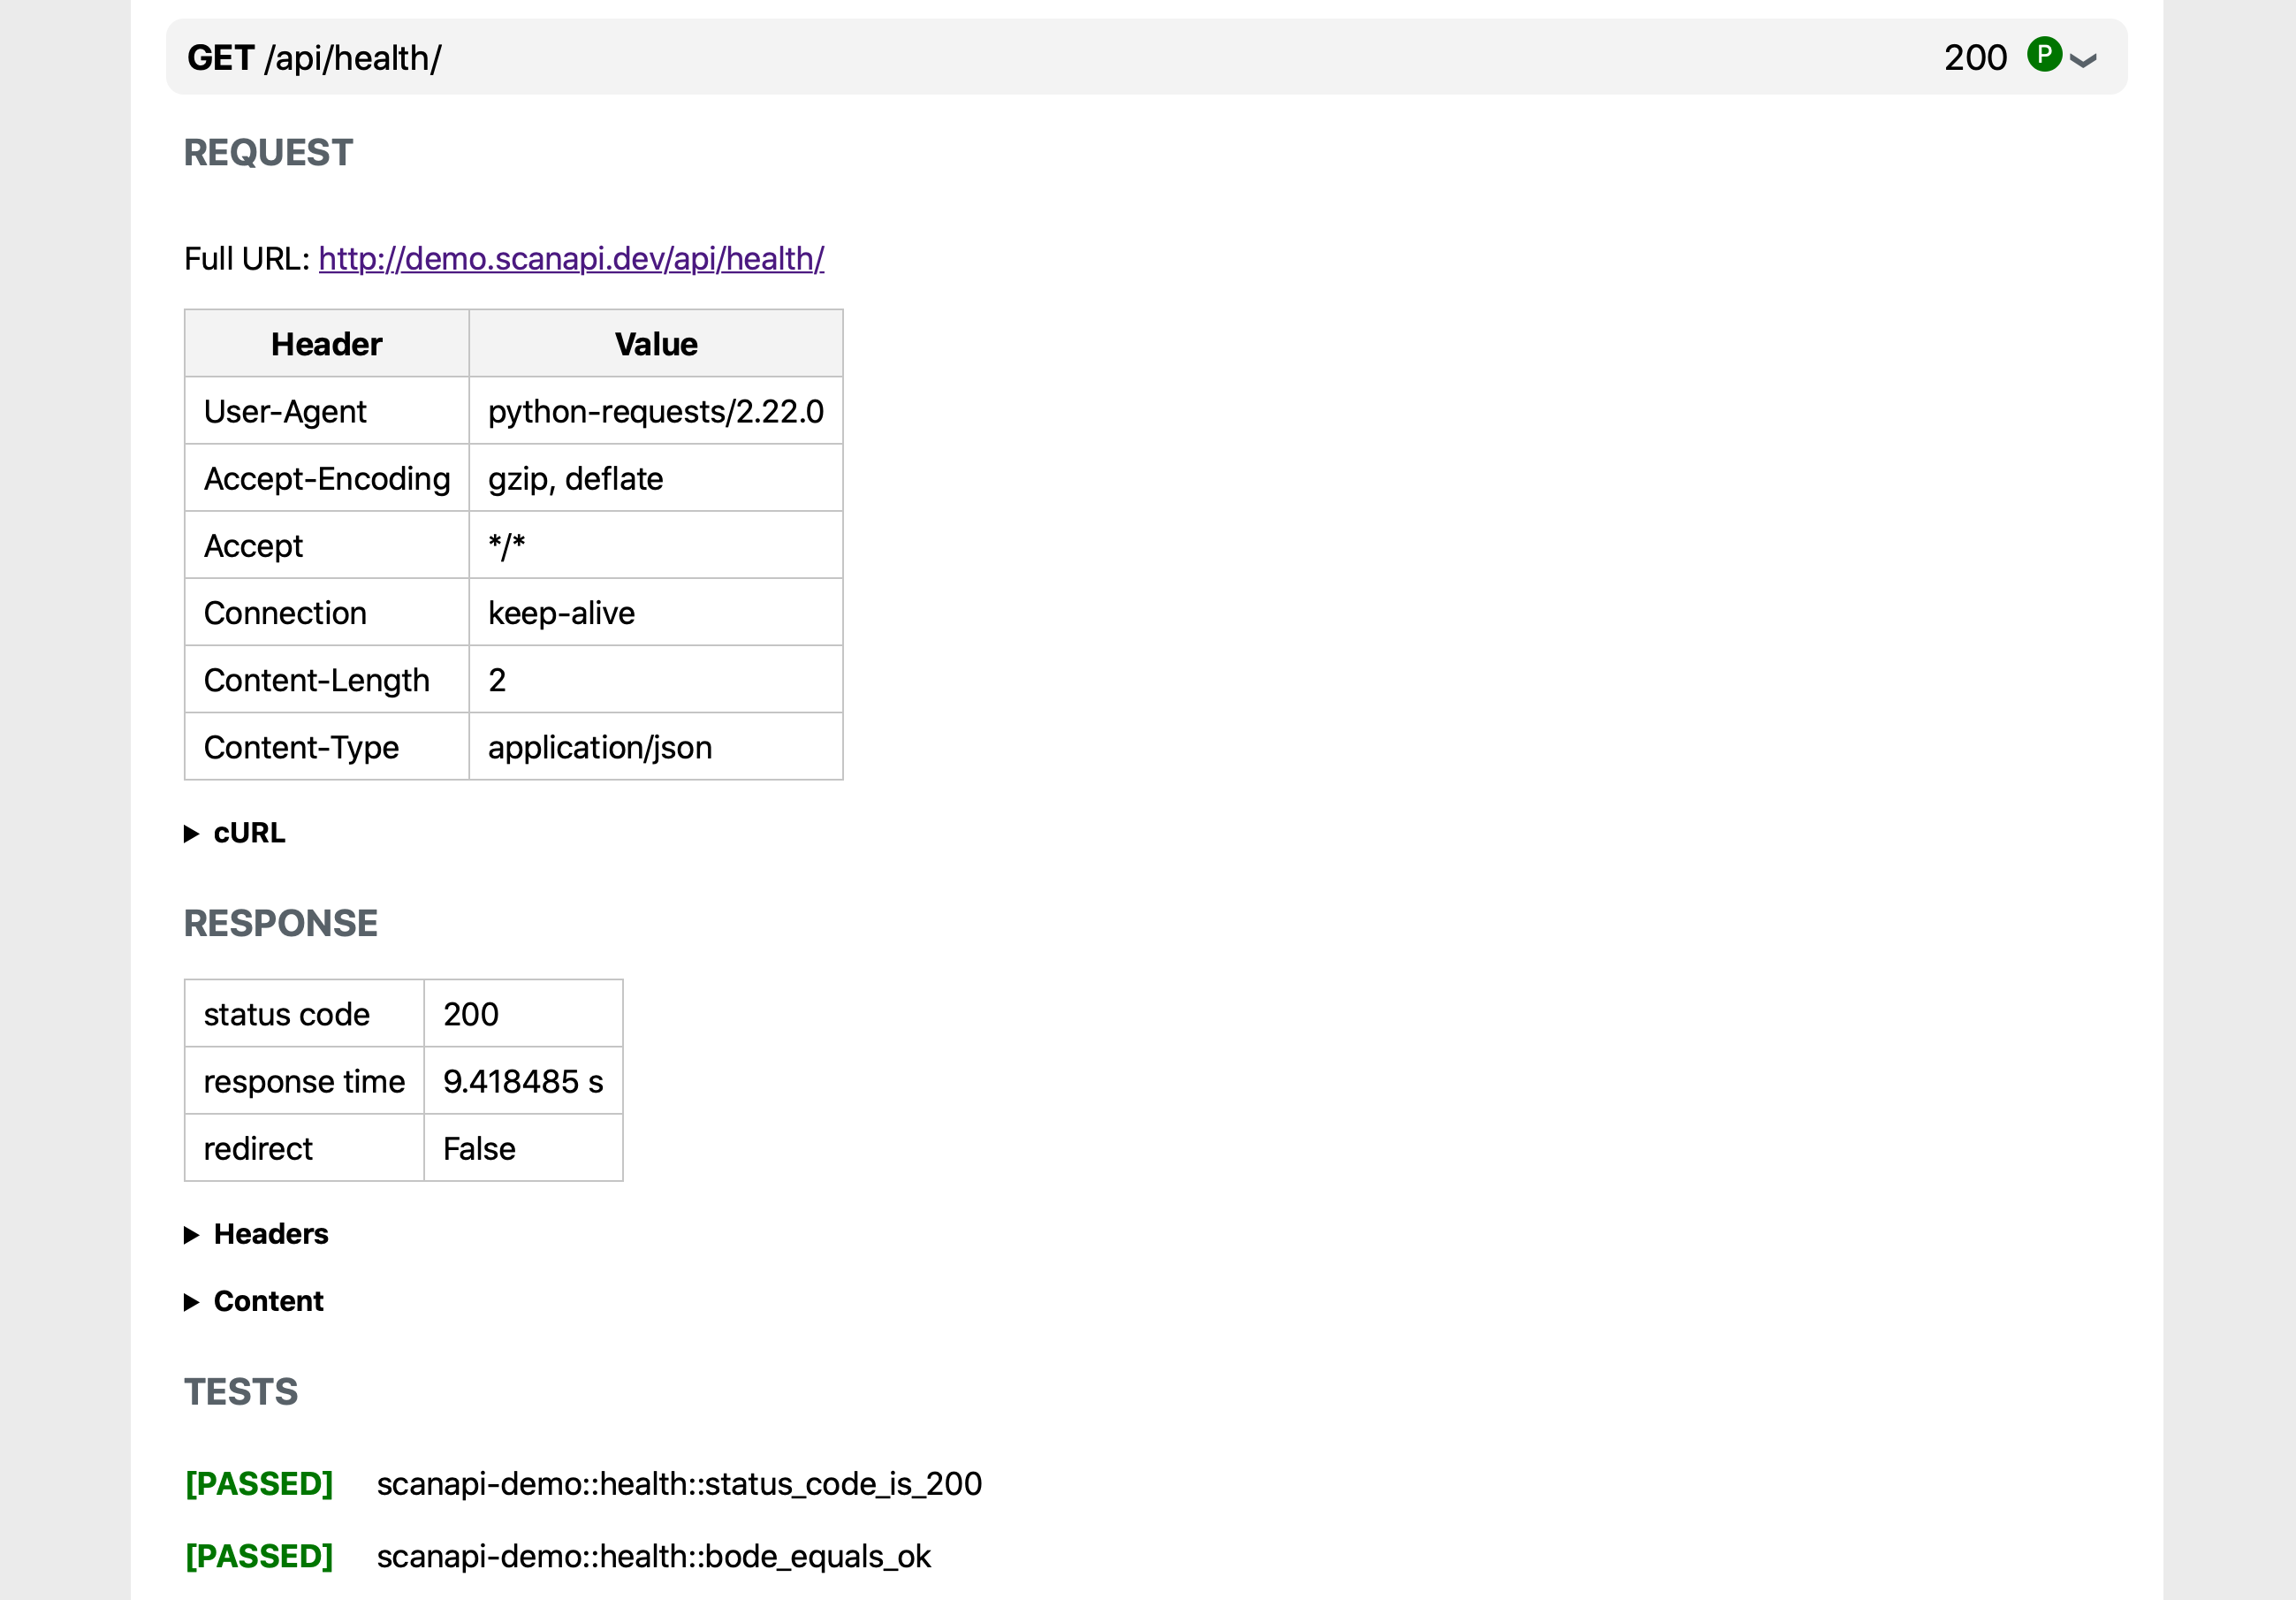 GET /api/health/ 200 P
REQUEST
Full URL: http://demo.scanapi.dev/api/health/
Header Value
User-Agent python-requests/2.22.0
Accept-Encoding gzip, deflate
Accept */*
Connection keep-alive
Content-Length 2
Content-Type application/json
cURL
RESPONSE
status code 200
response time 9.418485 s
redirect False
Headers
Content
TESTS
[PASSED] scanapi-demo::health::status_code_is_200
[PASSED] scanapi-demo::health::bode_equals_ok